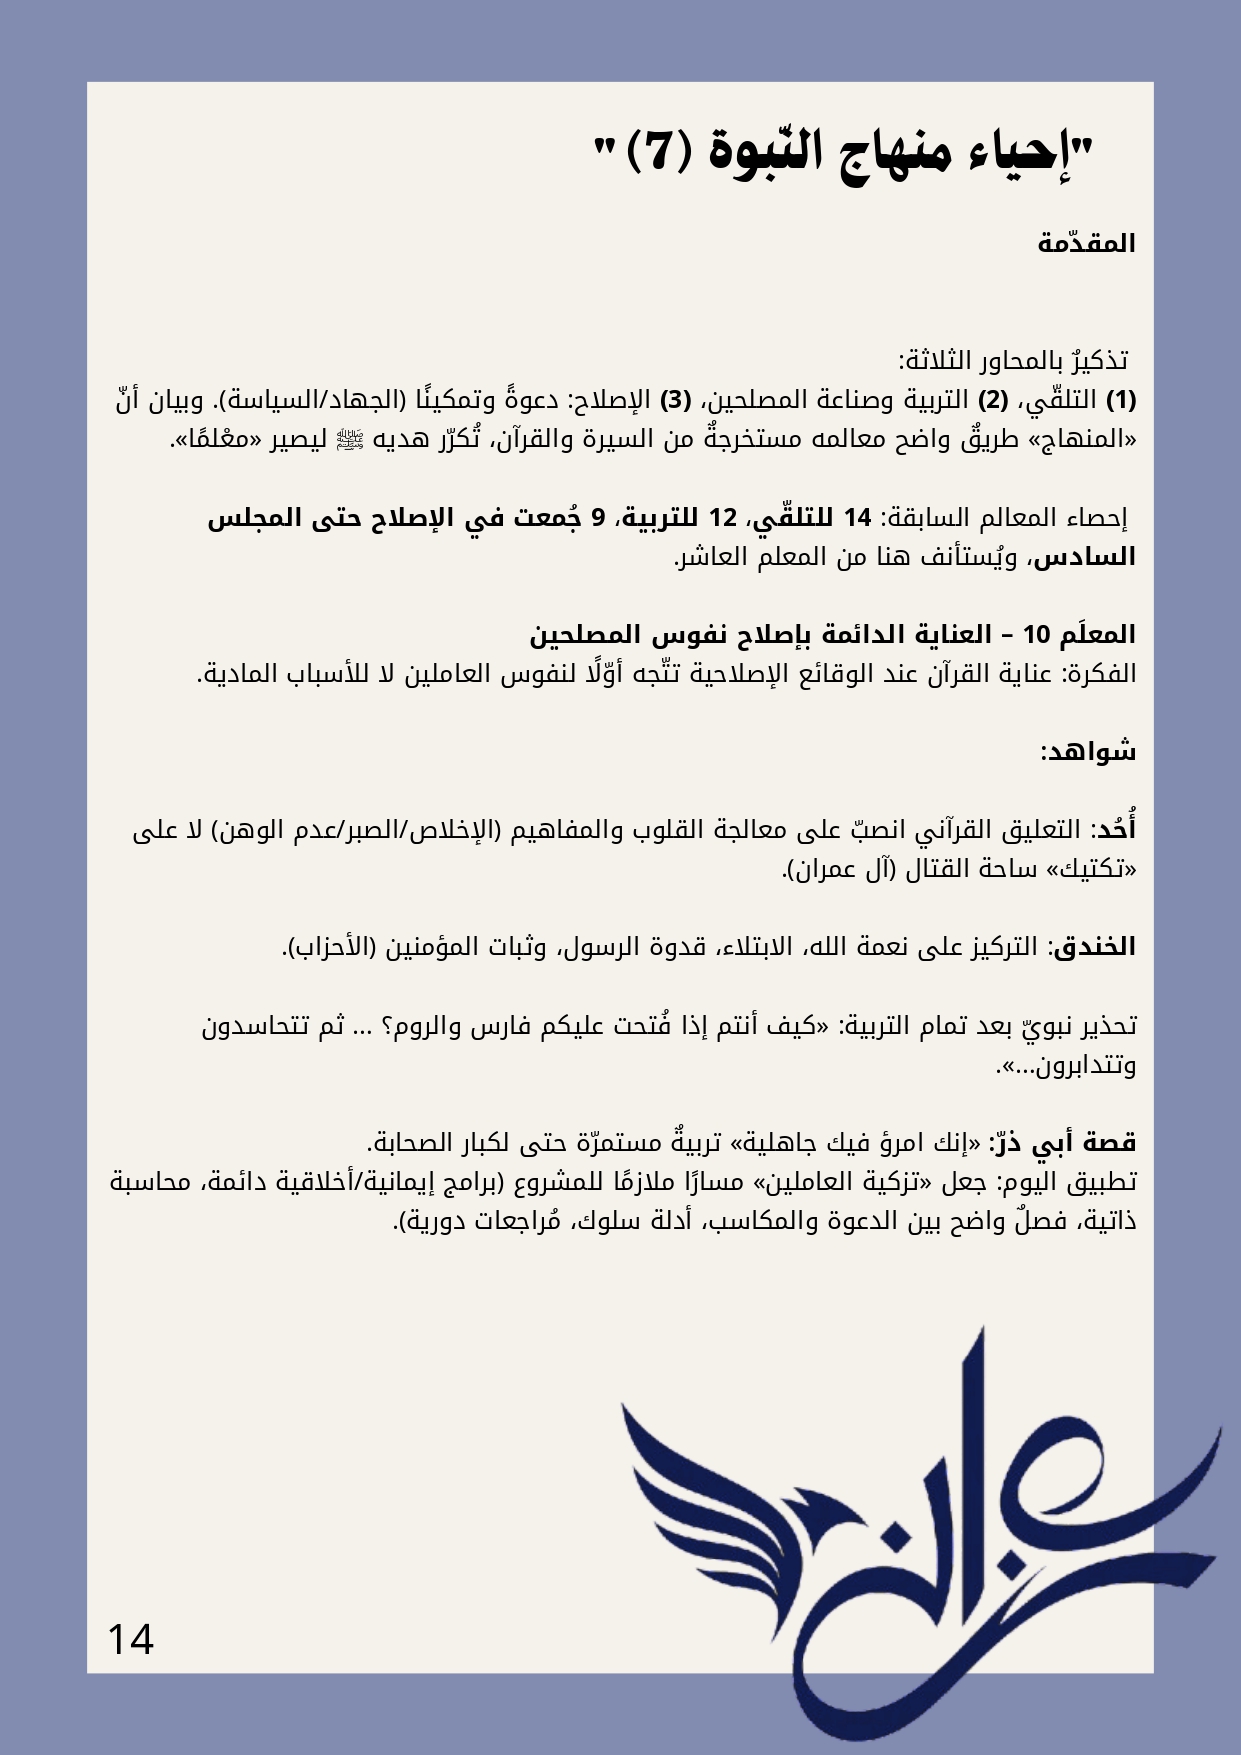 "إحياء منهاج النّبوة (7) "
المقدّمة
تذكيرٌ بالمحاور الثلاثة:
(1) التلقّي، (2) التربية وصناعة المصلحين، (3) الإصلاح: دعوةً وتمكينًا (الجهاد/السياسة). وبيان أنّ
«المنهاج» طريقٌ واضح معالمه مستخرجةٌ من السيرة والقرآن، تُكرّر هديه ﷺ ليصير «معْلمًا».
إحصاء المعالم السابقة: 14 للتلقّي، 12 للتربية، 9 جُمعت في الإصلاح حتى المجلس
السادس، ويُستأنف هنا من المعلم العاشر.
المعلَم 10 – العناية الدائمة بإصلاح نفوس المصلحين
الفكرة: عناية القرآن عند الوقائع الإصلاحية تتّجه أوّلًا لنفوس العاملين لا للأسباب المادية.
شواهد:
أُحُد: التعليق القرآني انصبّ على معالجة القلوب والمفاهيم (الإخلاص/الصبر/عدم الوهن) لا على
«تكتيك» ساحة القتال (آل عمران).
الخندق: التركيز على نعمة الله، الابتلاء، قدوة الرسول، وثبات المؤمنين (الأحزاب).
تحذير نبويّ بعد تمام التربية: «كيف أنتم إذا فُتحت عليكم فارس والروم؟ ... ثم تتحاسدون
وتتدابرون...».
قصة أبي ذرّ: «إنك امرؤ فيك جاهلية» تربيةٌ مستمرّة حتى لكبار الصحابة.
تطبيق اليوم: جعل «تزكية العاملين» مسارًا ملازمًا للمشروع (برامج إيمانية/أخلاقية دائمة، محاسبة
ذاتية، فصلٌ واضح بين الدعوة والمكاسب، أدلة سلوك، مُراجعات دورية).
14